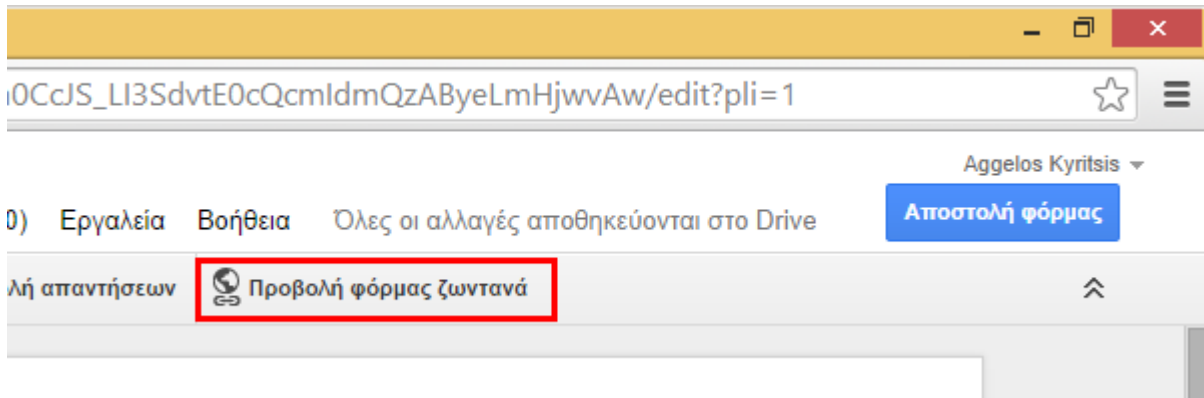 0CcJS_LI3SdvtE0cQcmIdmQzAByeLmHjwvAw/edit?pli=1
Aggelos Kyritsis
0) Εργαλεία Βοήθεια Όλες οι αλλαγές αποθηκεύονται στο Drive Αποστολή φόρμας
λή απαντήσεων Προβολή φόρμας ζωντανά